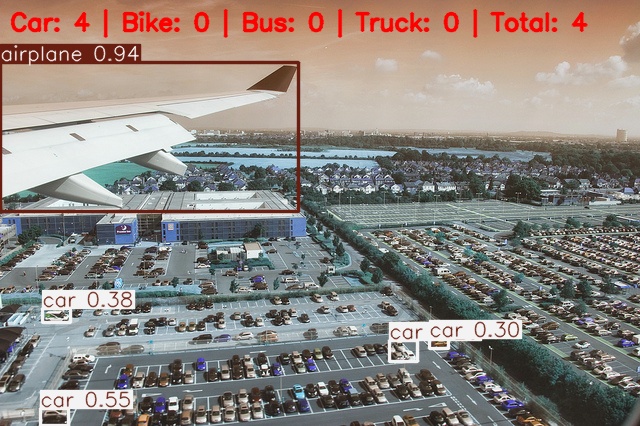 Car: 4 | Bike: 0 | Bus: 0 | Truck: 0 | Total: 4
airplane 0.94
car 0.38
car car 0.30
car 0.55